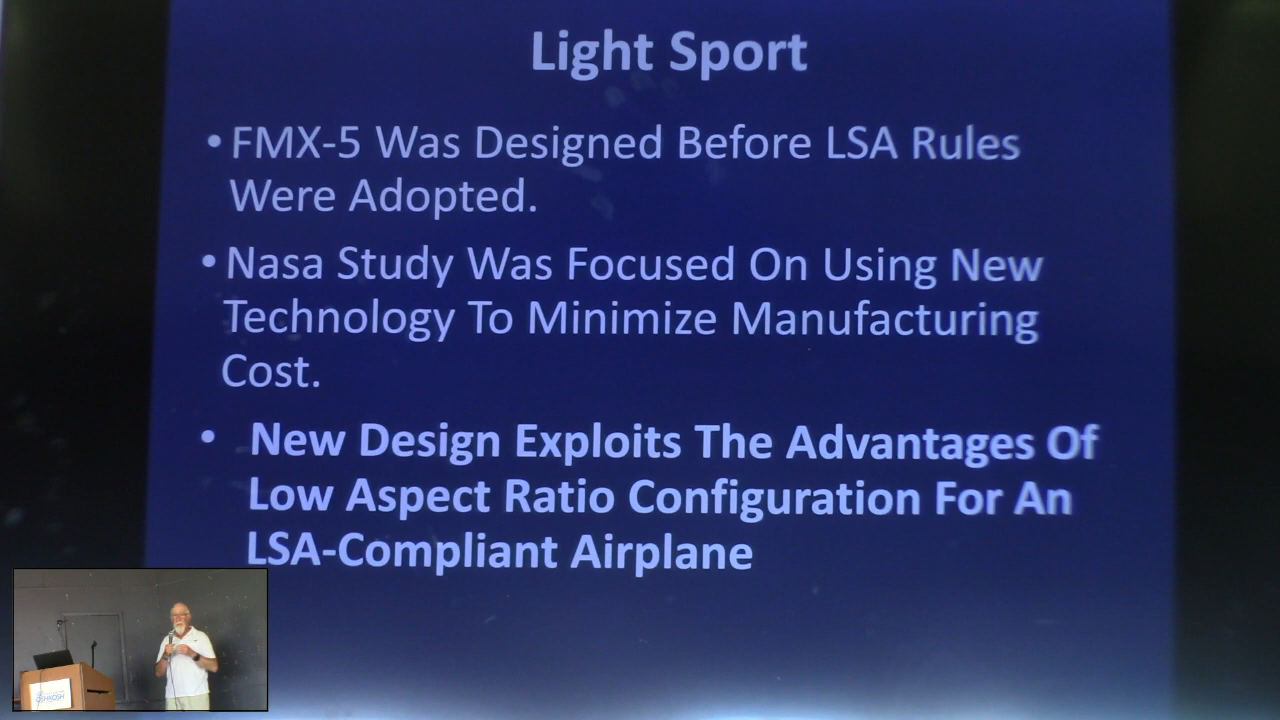 Light Sport
• FMX-5 Was Designed Before LSA Rules
Were Adopted.
• Nasa Study Was Focused On Using New
Technology To Minimize Manufacturing
Cost.
• New Design Exploits The Advantages Of
Low Aspect Ratio Configuration For An
LSA-Compliant Airplane
OSHKOSH